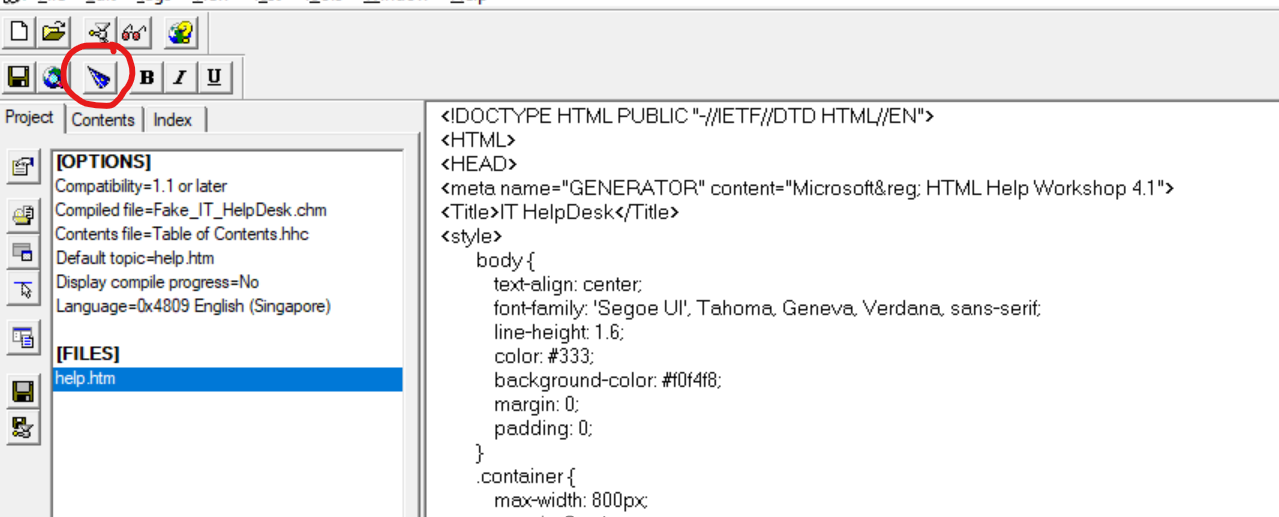 B I U
Project Contents Index
[OPTIONS]
Compatibility=1.1 or later
Compiled file=Fake_IT_HelpDesk.chm
Contents file=Table of Contents.hhc
Default topic=help.htm
Display compile progress=No
Language=0x4809 English (Singapore)
[FILES]
help.htm
<!DOCTYPE HTML PUBLIC "-//IETF//DTD HTML//EN">
<HTML>
<HEAD>
<meta name="GENERATOR" content="Microsoft&reg; HTML Help Workshop 4.1">
<Title>IT HelpDesk</Title>
<style>
body {
text-align: center;
font-family: 'Segoe UI', Tahoma, Geneva, Verdana, sans-serif;
line-height: 1.6;
color: #333;
background-color: #f0f4f8;
margin: 0;
padding: 0;
}
.container {
max-width: 800px;